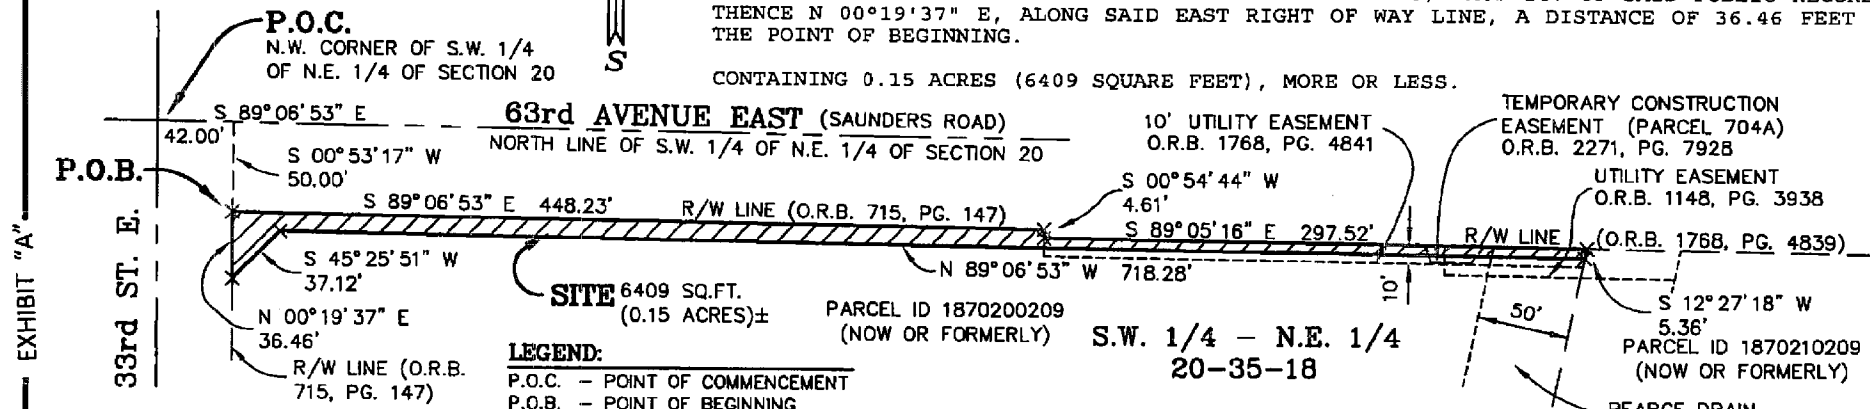 THENCE N 00°19'37" E, ALONG SAID EAST RIGHT OF WAY LINE, A DISTANCE OF 36.46 FEET
THE POINT OF BEGINNING.
CONTAINING 0.15 ACRES (6409 SQUARE FEET), MORE OR LESS.
P.O.C.
N.W. CORNER OF S.W. 1/4
OF N.E. 1/4 OF SECTION 20
S
S 89°06'53" E
42.00'
63rd AVENUE EAST (SAUNDERS ROAD)
NORTH LINE OF S.W. 1/4 OF N.E. 1/4 OF SECTION 20
S 00°53'17" W
50.00'
P.O.B.
10' UTILITY EASEMENT
O.R.B. 1768, PG. 4841
TEMPORARY CONSTRUCTION
EASEMENT (PARCEL 704A)
O.R.B. 2271, PG. 7928
UTILITY EASEMENT
O.R.B. 1148, PG. 3938
S 00°54'44" W
4.61'
S 89°06'53" E 448.23'
R/W LINE (O.R.B. 715, PG. 147)
S 89°05'16" E 297.52'
R/W LINE
(O.R.B. 1768, PG. 4839)
S 45°25'51" W
37.12'
N 89°06'53" W 718.28'
SITE 6409 SQ.FT.
(0.15 ACRES)±
PARCEL ID 1870200209
(NOW OR FORMERLY)
10'
50'
S 12°27'18" W
5.36'
N 00°19'37" E
36.46'
S.W. 1/4 - N.E. 1/4
20-35-18
PARCEL ID 1870210209
(NOW OR FORMERLY)
R/W LINE (O.R.B.
715, PG. 147)
LEGEND:
P.O.C. - POINT OF COMMENCEMENT
P.O.B. - POINT OF BEGINNING
PEARCE DRAIN
33rd ST. E.
EXHIBIT "A"